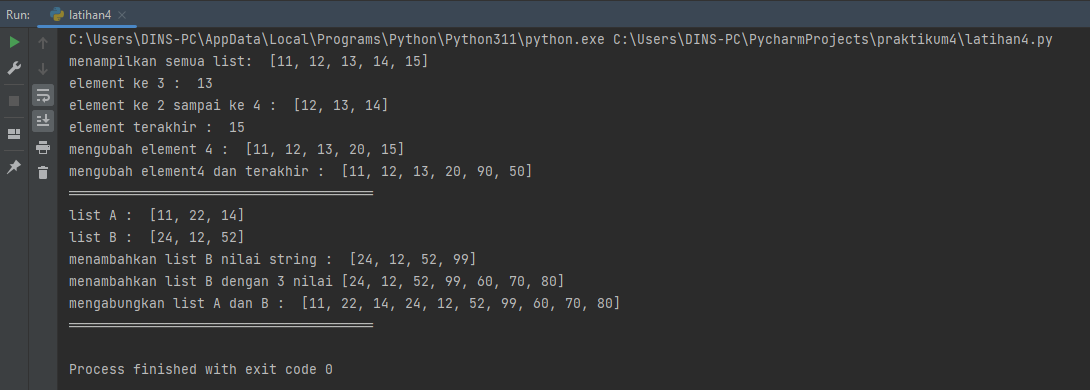 Run: latihan4
C:\Users\DINS-PC\AppData\Local\Programs\Python\Python311\python.exe C:\Users\DINS-PC\PycharmProjects\praktikum4\latihan4.py
menampilkan semua list:  [11, 12, 13, 14, 15]
element ke 3 :  13
element ke 2 sampai ke 4 :  [12, 13, 14]
element terakhir :  15
mengubah element 4 :  [11, 12, 13, 20, 15]
mengubah element4 dan terakhir :  [11, 12, 13, 20, 90, 50]
======================================
list A :  [11, 22, 14]
list B :  [24, 12, 52]
menambahkan list B nilai string :  [24, 12, 52, 99]
menambahkan list B dengan 3 nilai [24, 12, 52, 99, 60, 70, 80]
mengabungkan list A dan B :  [11, 22, 14, 24, 12, 52, 99, 60, 70, 80]
======================================
Process finished with exit code 0